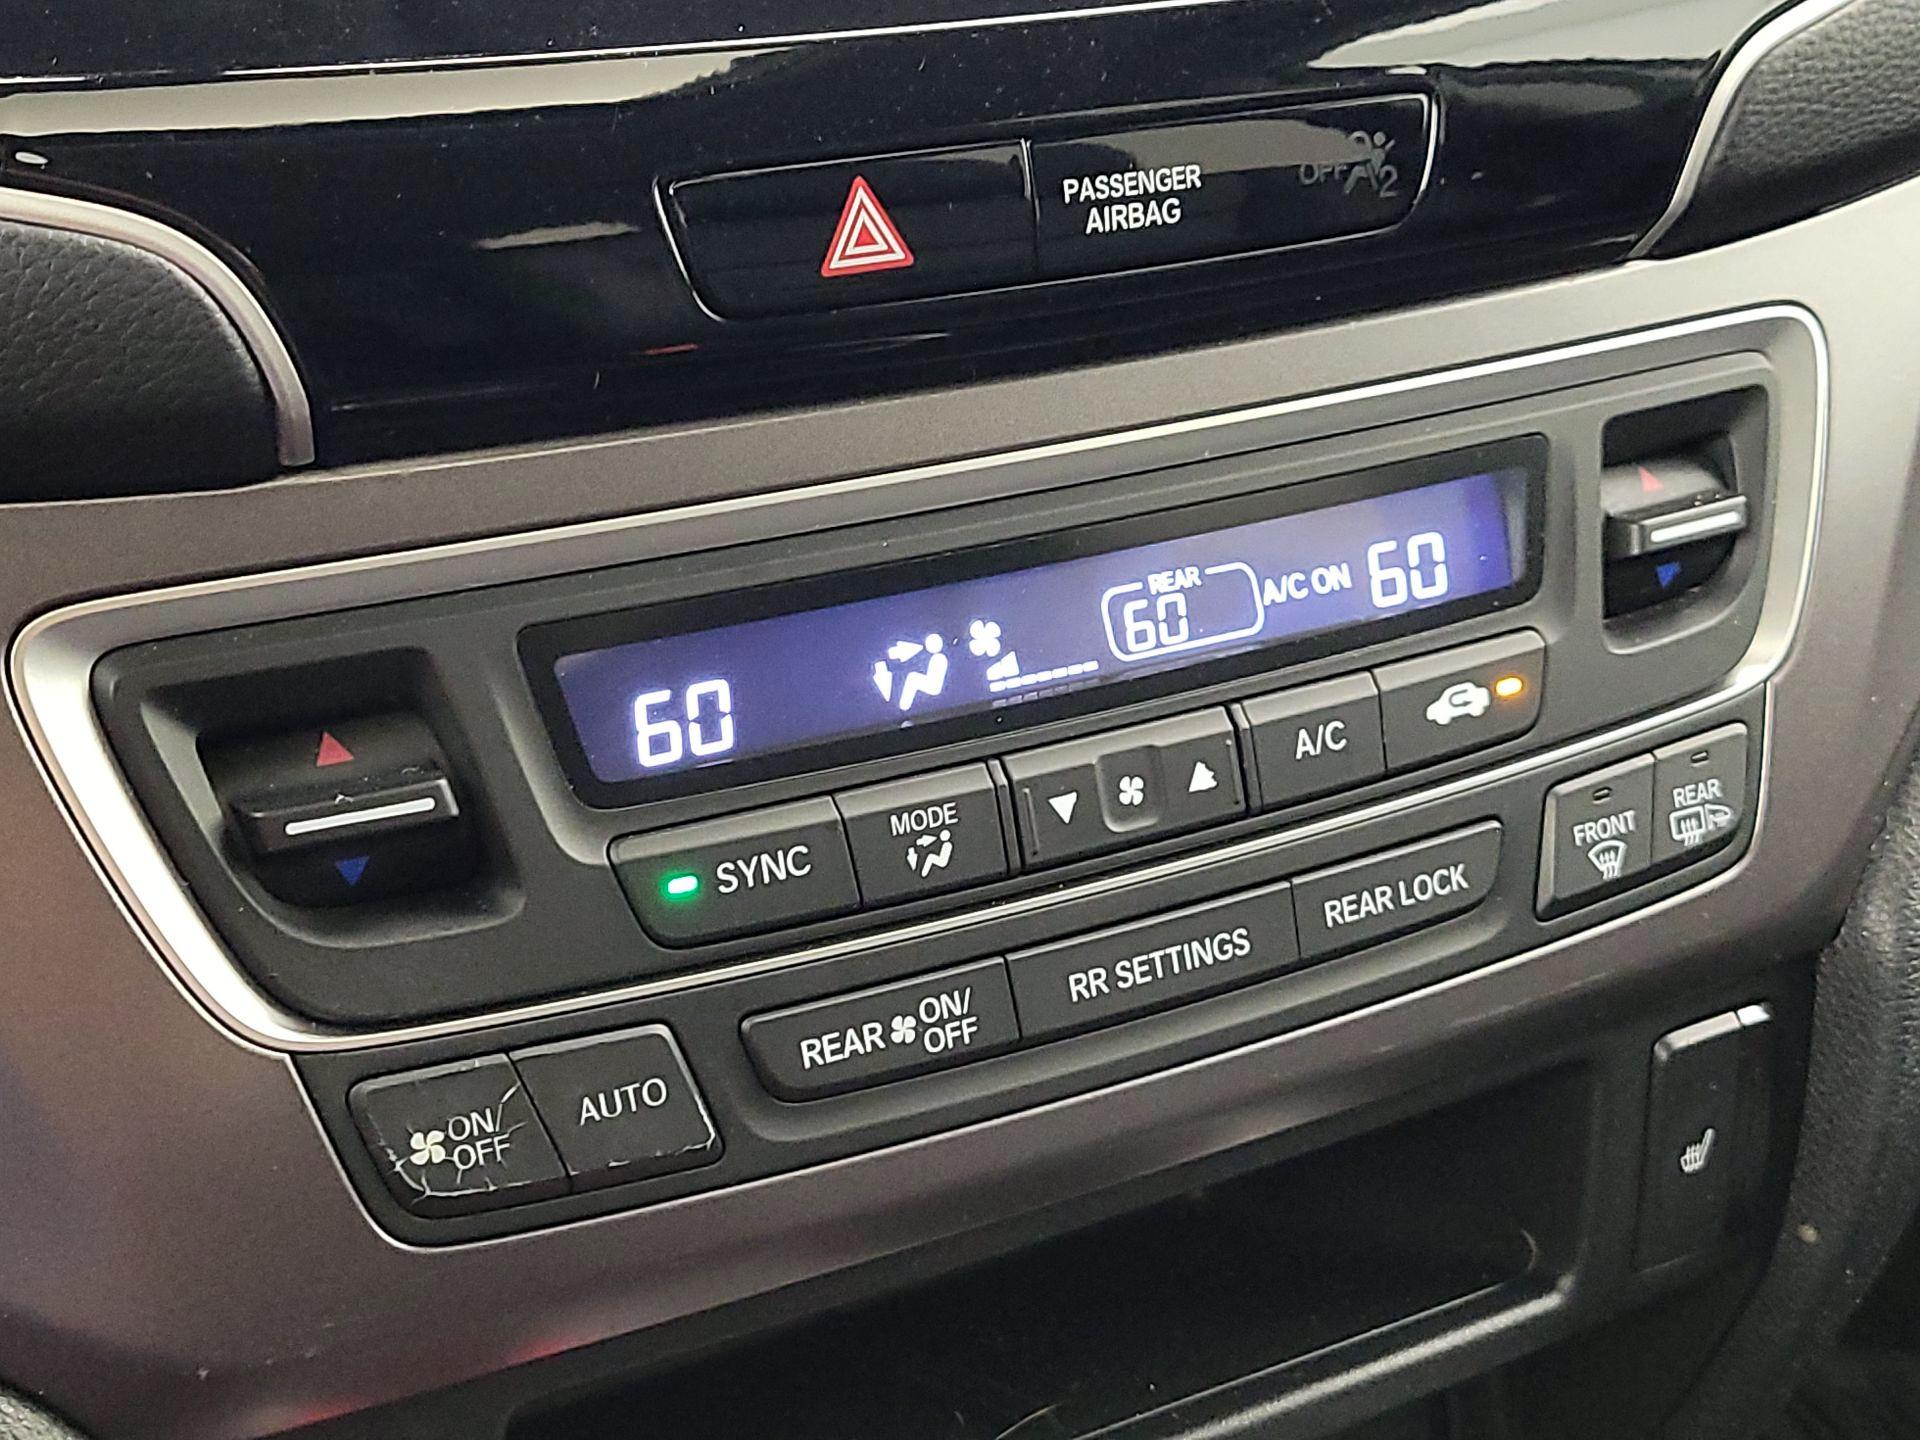 PASSENGER
AIRBAG
OFF
2
REAR
60
60
A/C ON
60
SYNC
MODE
A/C
FRONT
REAR
REAR ON/
OFF
RR SETTINGS
REAR LOCK
ON/
OFF
AUTO